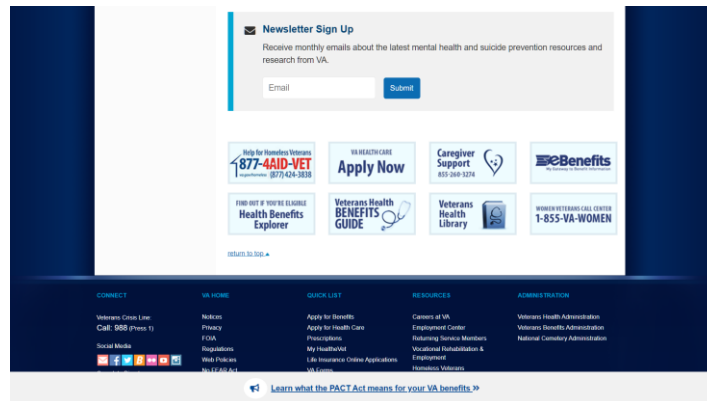 Newsletter Sign Up
Receive monthly emails about the latest mental health and suicide prevention resources and
research from VA.
Email
Submit
Help for Homeless Veterans
877-4AID-VET
(877) 424-3838
VA HEALTH CARE
Apply Now
Caregiver
Support
855-260-3274
eBenefits
My Gateway to Benefit Information
FIND OUT IF YOU'RE ELIGIBLE
Health Benefits
Explorer
Veterans Health
BENEFITS
GUIDE
Veterans
Health
Library
WOMEN VETERANS CALL CENTER
1-855-VA-WOMEN
return to top
CONNECT
Veterans Crisis Line:
Call: 988 (Press 1)
Social Media
VA HOME
Notices
Privacy
FOIA
Regulations
Web Policies
No FEAR Act
QUICK LIST
Apply for Benefits
Apply for Health Care
Prescriptions
My HealtheVet
Life Insurance Online Applications
VA Forms
RESOURCES
Careers at VA
Employment Center
Returning Service Members
Vocational Rehabilitation &
Employment
Homeless Veterans
ADMINISTRATION
Veterans Health Administration
Veterans Benefits Administration
National Cemetery Administration
Learn what the PACT Act means for your VA benefits »